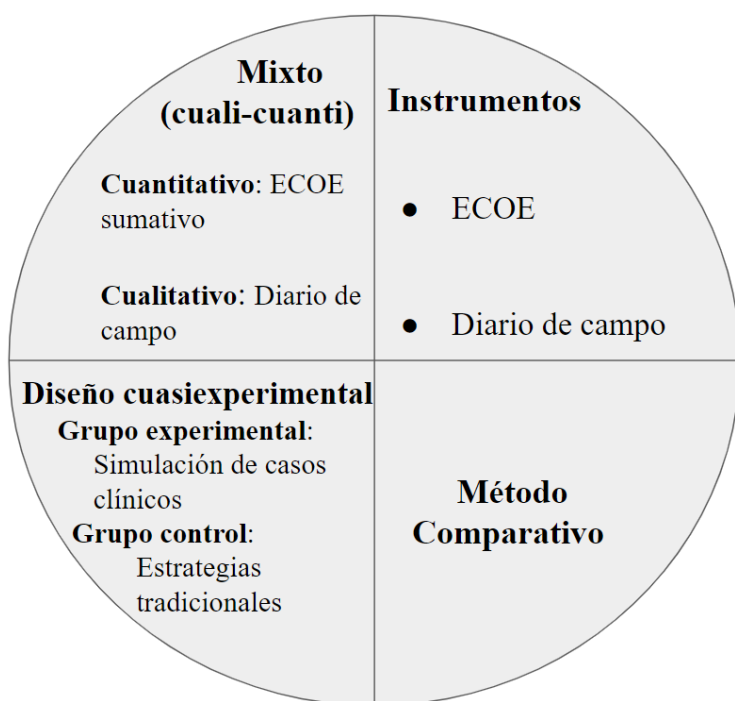 Mixto
(cuali-cuanti)
Cuantitativo: ECOE
sumativo
Cualitativo: Diario de
campo
Instrumentos
● ECOE
● Diario de campo
Diseño cuasiexperimental
Grupo experimental:
Simulación de casos
clínicos
Grupo control:
Estrategias
tradicionales
Método
Comparativo